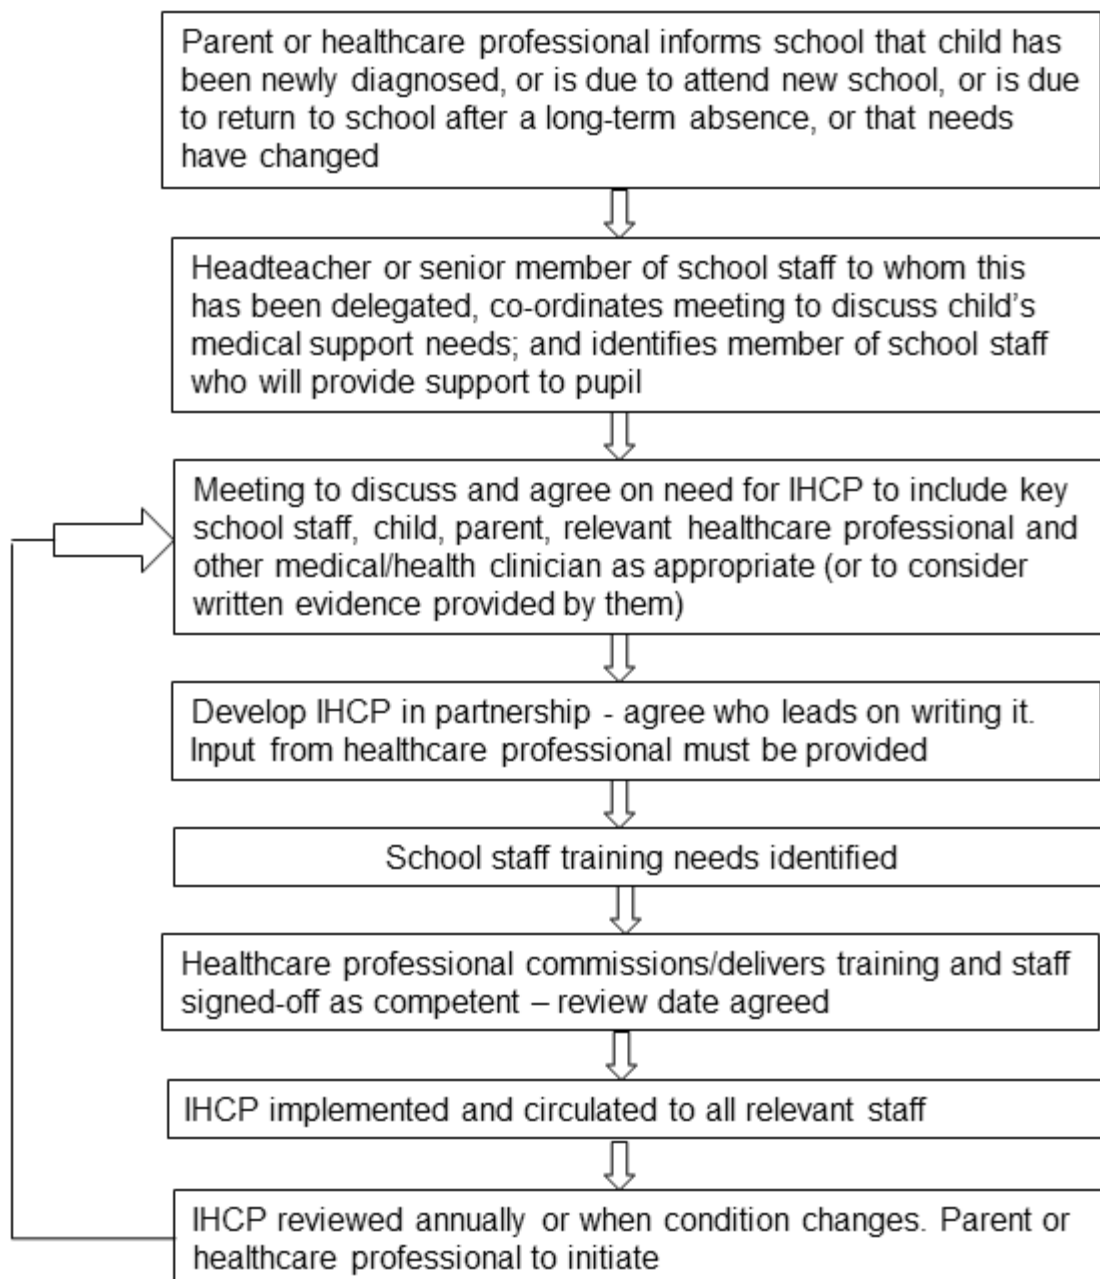 Parent or healthcare professional informs school that child has
been newly diagnosed, or is due to attend new school, or is due
to return to school after a long-term absence, or that needs
have changed
Headteacher or senior member of school staff to whom this
has been delegated, co-ordinates meeting to discuss child's
medical support needs; and identifies member of school staff
who will provide support to pupil
Meeting to discuss and agree on need for IHCP to include key
school staff, child, parent, relevant healthcare professional and
other medical/health clinician as appropriate (or to consider
written evidence provided by them)
Develop IHCP in partnership - agree who leads on writing it.
Input from healthcare professional must be provided
School staff training needs identified
Healthcare professional commissions/delivers training and staff
signed-off as competent – review date agreed
IHCP implemented and circulated to all relevant staff
IHCP reviewed annually or when condition changes. Parent or
healthcare professional to initiate